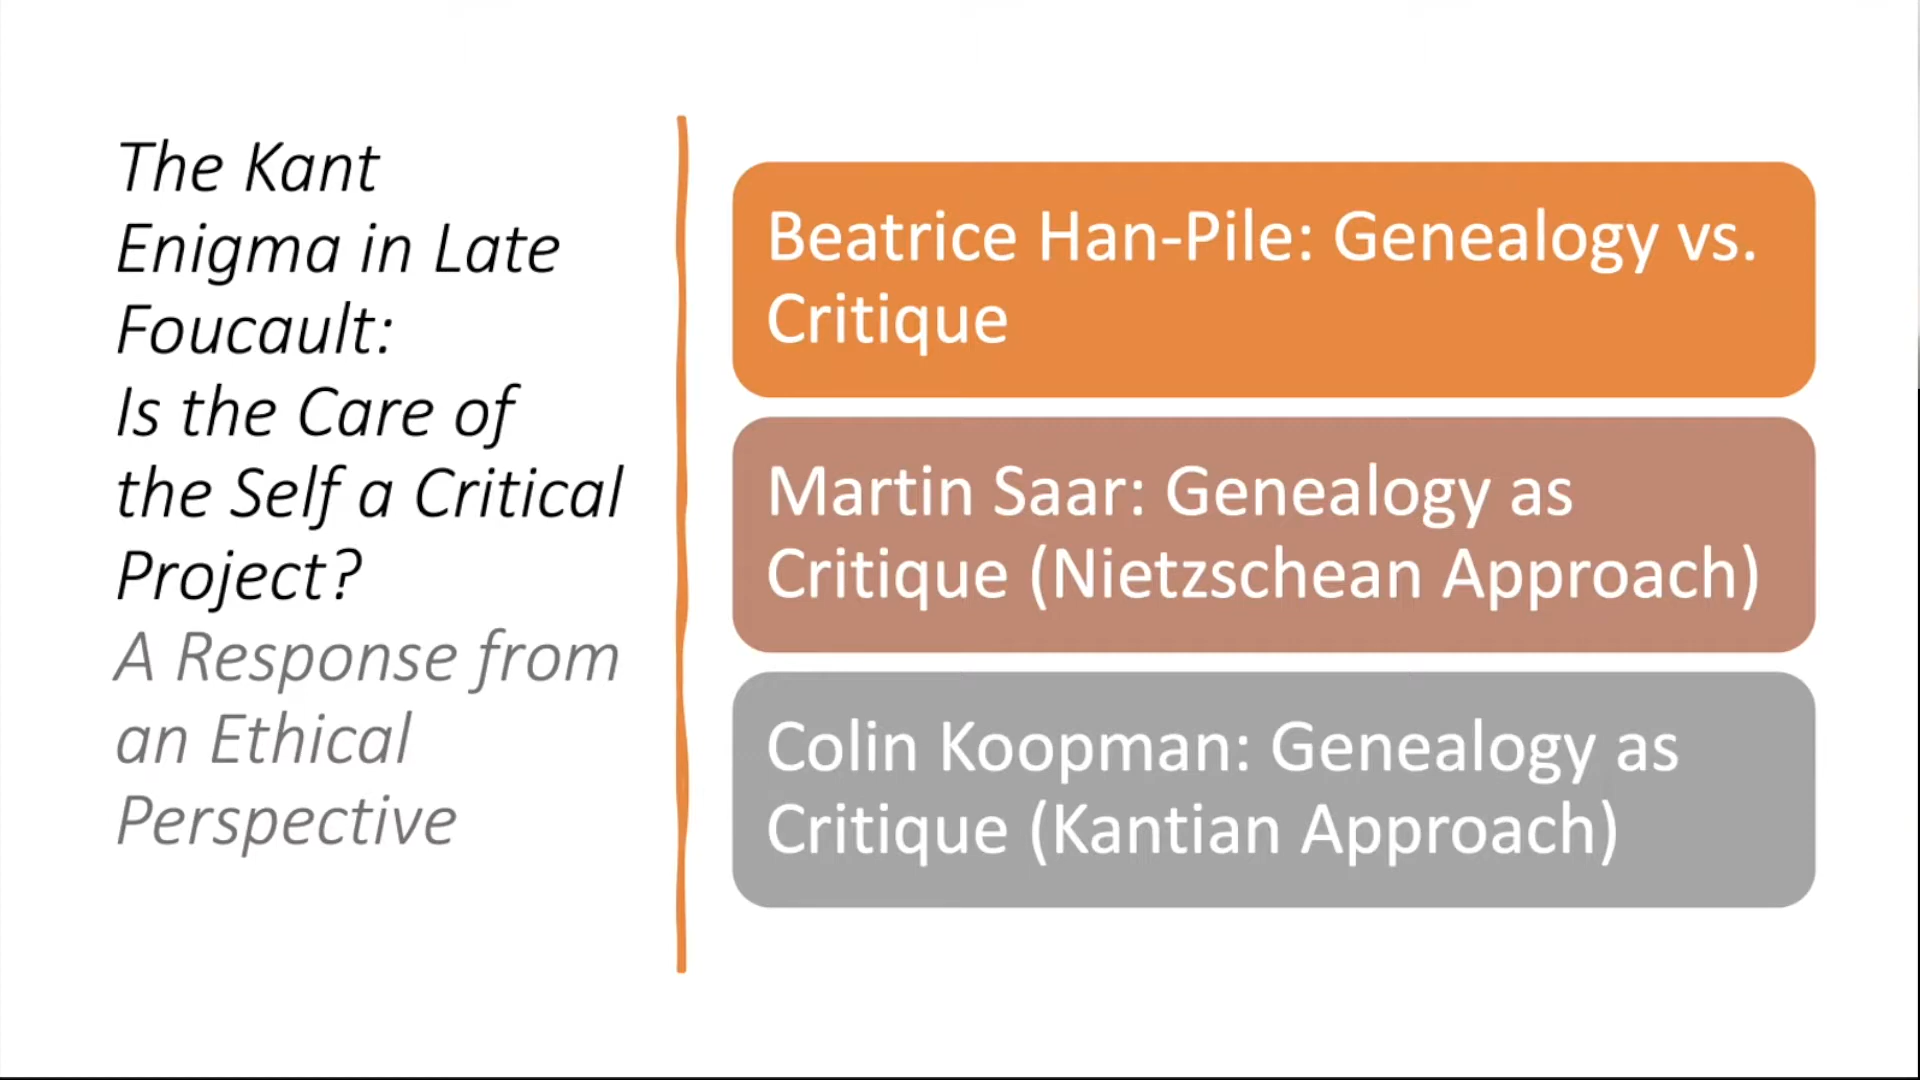 The Kant
Enigma in Late
Foucault:
Is the Care of
the Self a Critical
Project?
A Response from
an Ethical
Perspective
Beatrice Han-Pile: Genealogy vs.
Critique
Martin Saar: Genealogy as
Critique (Nietzschean Approach)
Colin Koopman: Genealogy as
Critique (Kantian Approach)